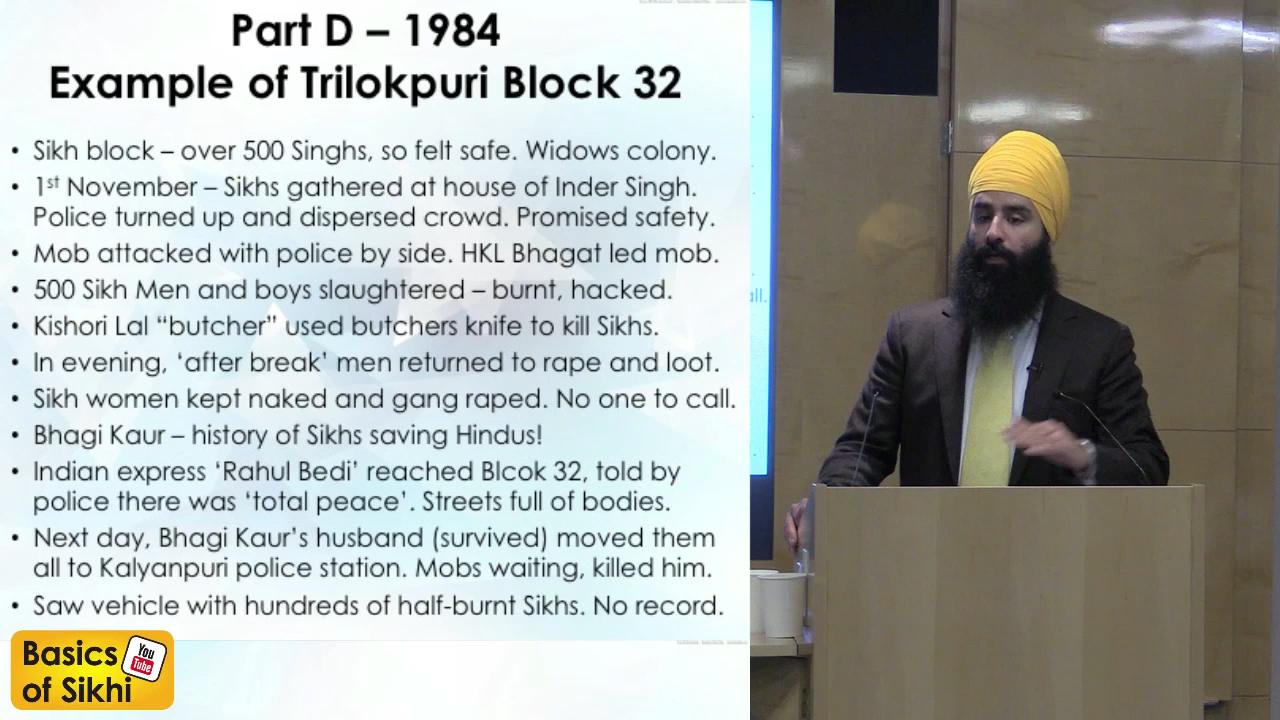 Part D – 1984
Example of Trilokpuri Block 32
• Sikh block – over 500 Singhs, so felt safe. Widows colony.
• 1st November – Sikhs gathered at house of Inder Singh.
Police turned up and dispersed crowd. Promised safety.
• Mob attacked with police by side. HKL Bhagat led mob.
• 500 Sikh Men and boys slaughtered – burnt, hacked.
• Kishori Lal “butcher” used butchers knife to kill Sikhs.
• In evening, ‘after break’ men returned to rape and loot.
• Sikh women kept naked and gang raped. No one to call.
• Bhagi Kaur – history of Sikhs saving Hindus!
• Indian express ‘Rahul Bedi’ reached Blcok 32, told by
police there was ‘total peace’. Streets full of bodies.
• Next day, Bhagi Kaur’s husband (survived) moved them
all to Kalyanpuri police station. Mobs waiting, killed him.
• Saw vehicle with hundreds of half-burnt Sikhs. No record.
Basics
of Sikhi
You
Tube
all.